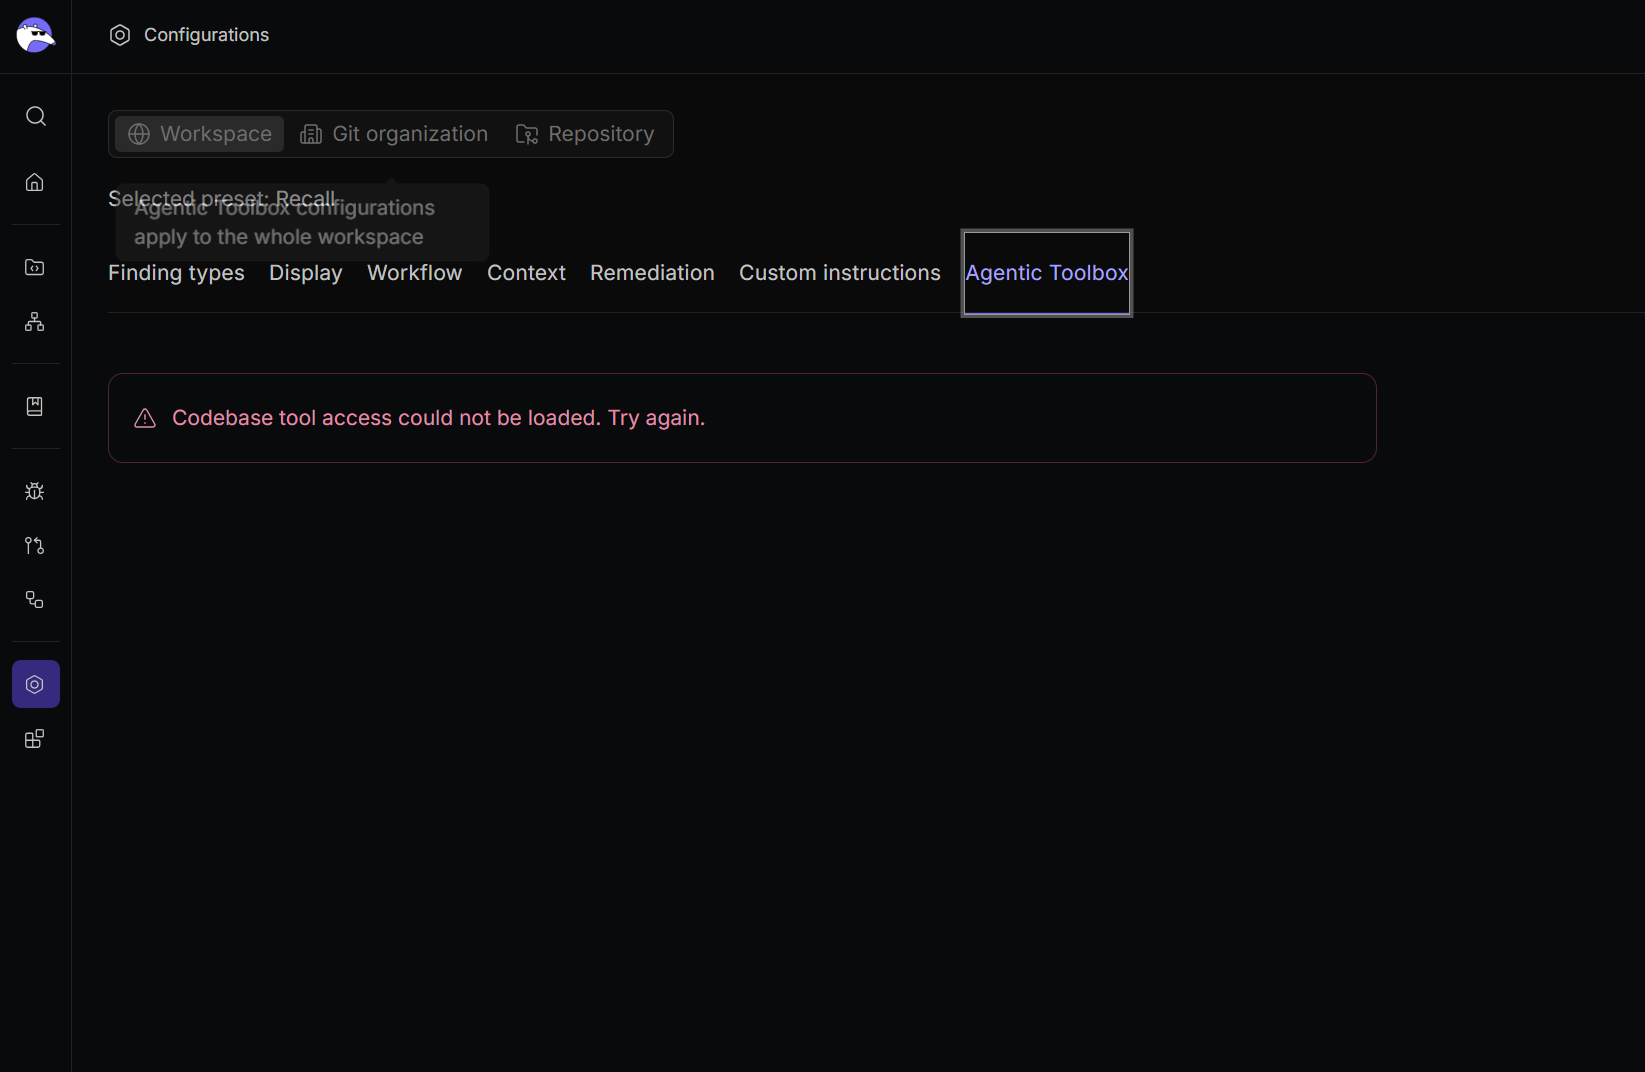 Configurations
Workspace Git organization Repository
Selected preset: Recall
Agentic Toolbox configurations
apply to the whole workspace
Finding types Display Workflow Context Remediation Custom instructions Agentic Toolbox
Codebase tool access could not be loaded. Try again.